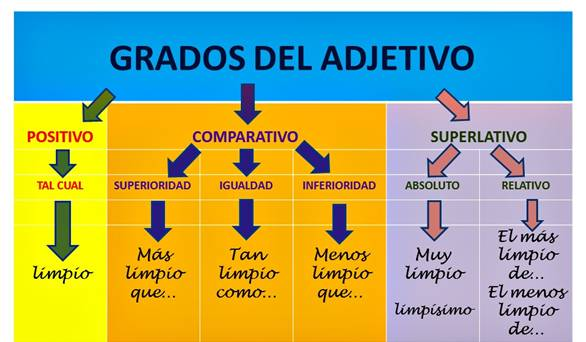 GRADOS DEL ADJETIVO
POSITIVO
COMPARATIVO
SUPERLATIVO
TAL CUAL
SUPERIORIDAD
IGUALDAD
INFERIORIDAD
ABSOLUTO
RELATIVO
limpio
Más
limpio
que...
Tan
limpio
como...
Menos
limpio
que...
Muy
limpio
limpísimo
El más
limpio
de...
El menos
limpio
de...